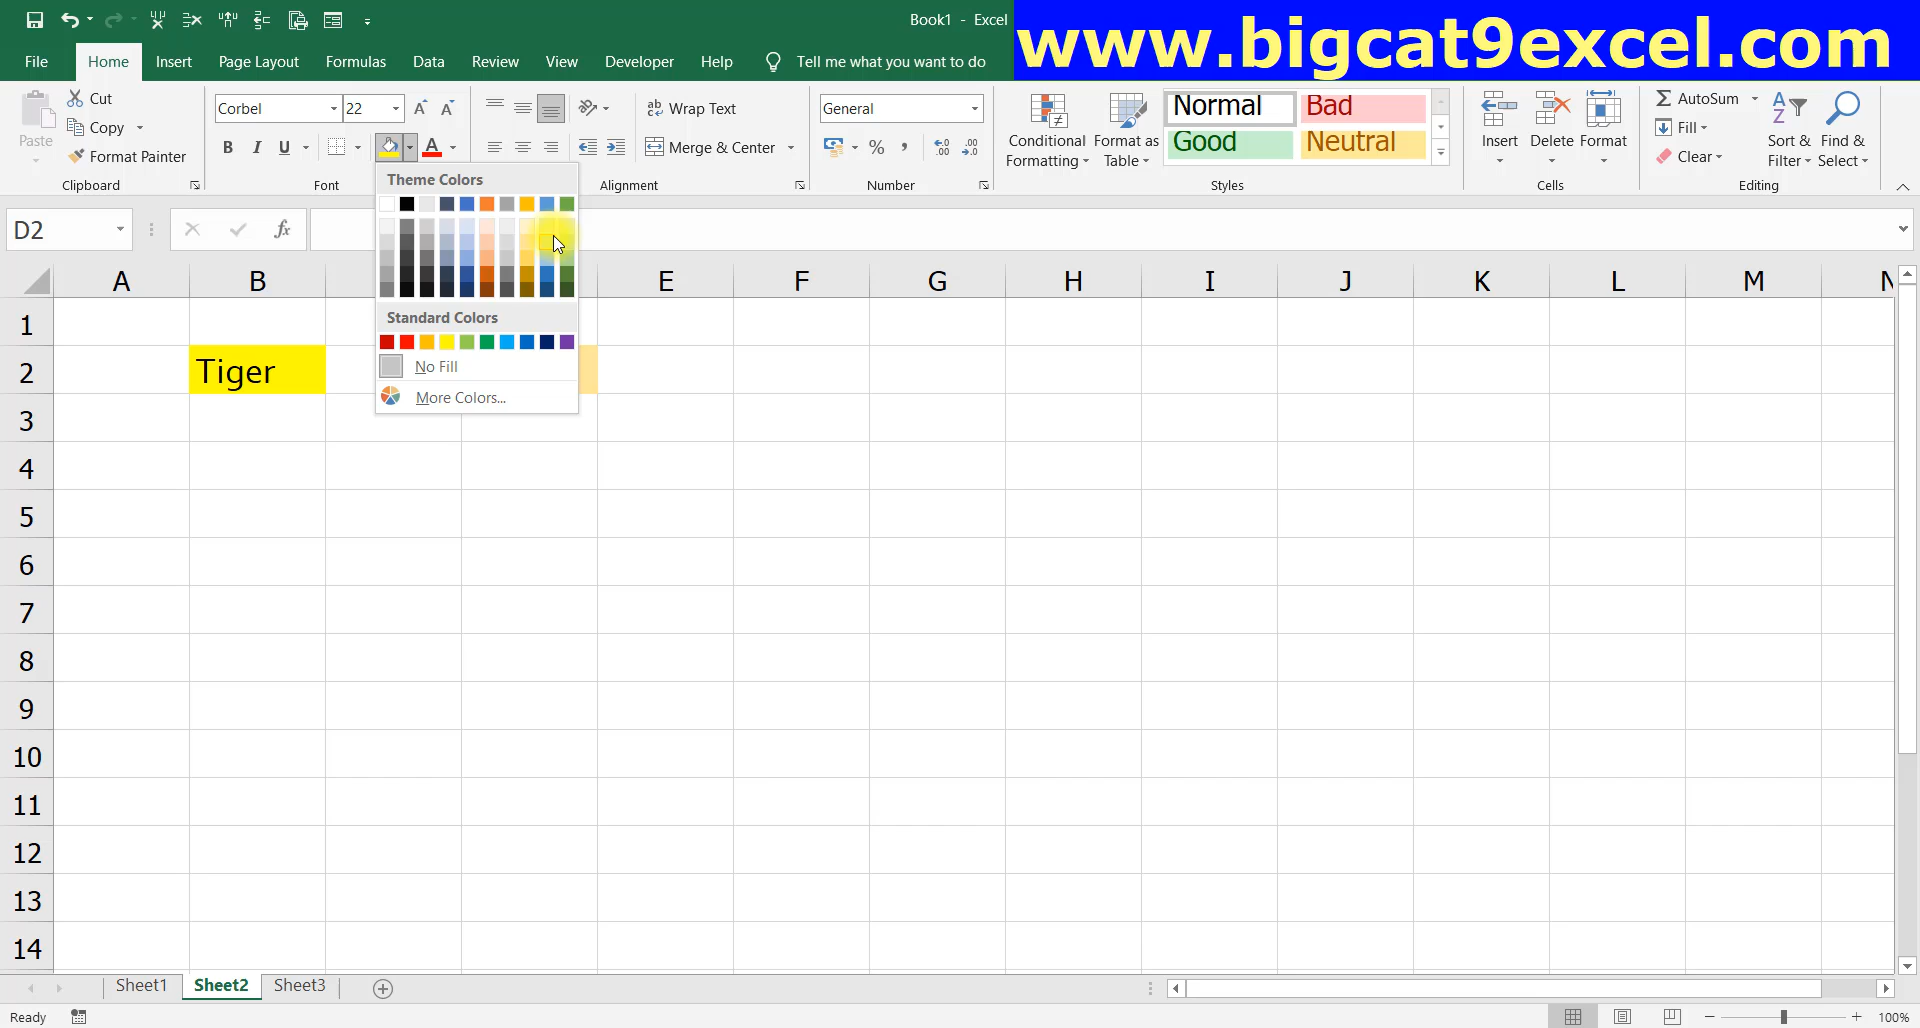 Book1 - Excel
www.bigcat9excel.com
File Home Insert Page Layout Formulas Data Review View Developer Help Tell me what you want to do
Paste
Cut
Copy
Format Painter
Clipboard
Corbel 22
B I U A
Font
Wrap Text
Merge & Center
Alignment
General
% ,
Number
Conditional Formatting
Format as Table
Normal Bad
Good Neutral
Styles
Insert Delete Format
Cells
AutoSum
Fill
Clear
Sort & Filter
Find & Select
Editing
Theme Colors
Standard Colors
No Fill
More Colors...
D2 fx
A B E F G H I J K L M N
1
2 Tiger
3
4
5
6
7
8
9
10
11
12
13
14
Sheet1 Sheet2 Sheet3
Ready 100%